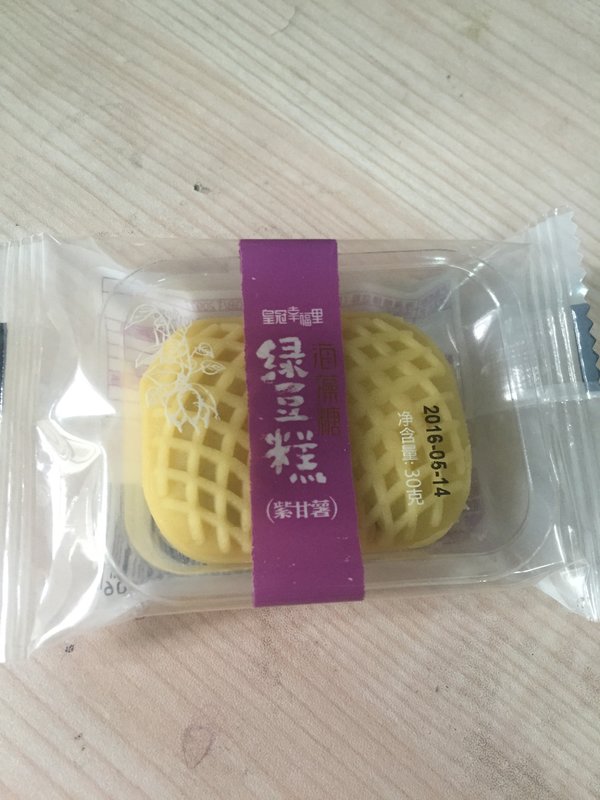 皇冠幸福里
海藻糖
绿豆糕
(紫甘薯)
2016-05-14
净含量:30克